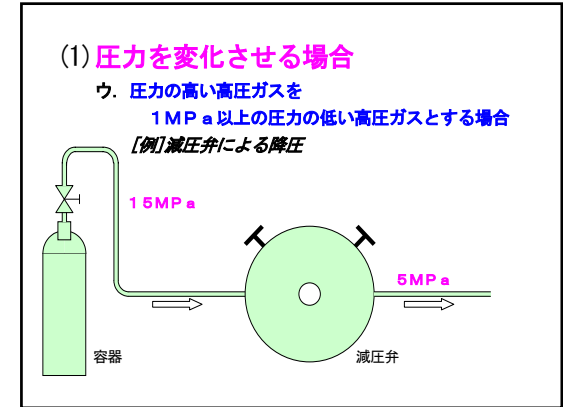 (1) 圧力を変化させる場合
ウ. 圧力の高い高圧ガスを
1MPa以上の圧力の低い高圧ガスとする場合
[例]減圧弁による降圧
15MPa
5MPa
容器
減圧弁